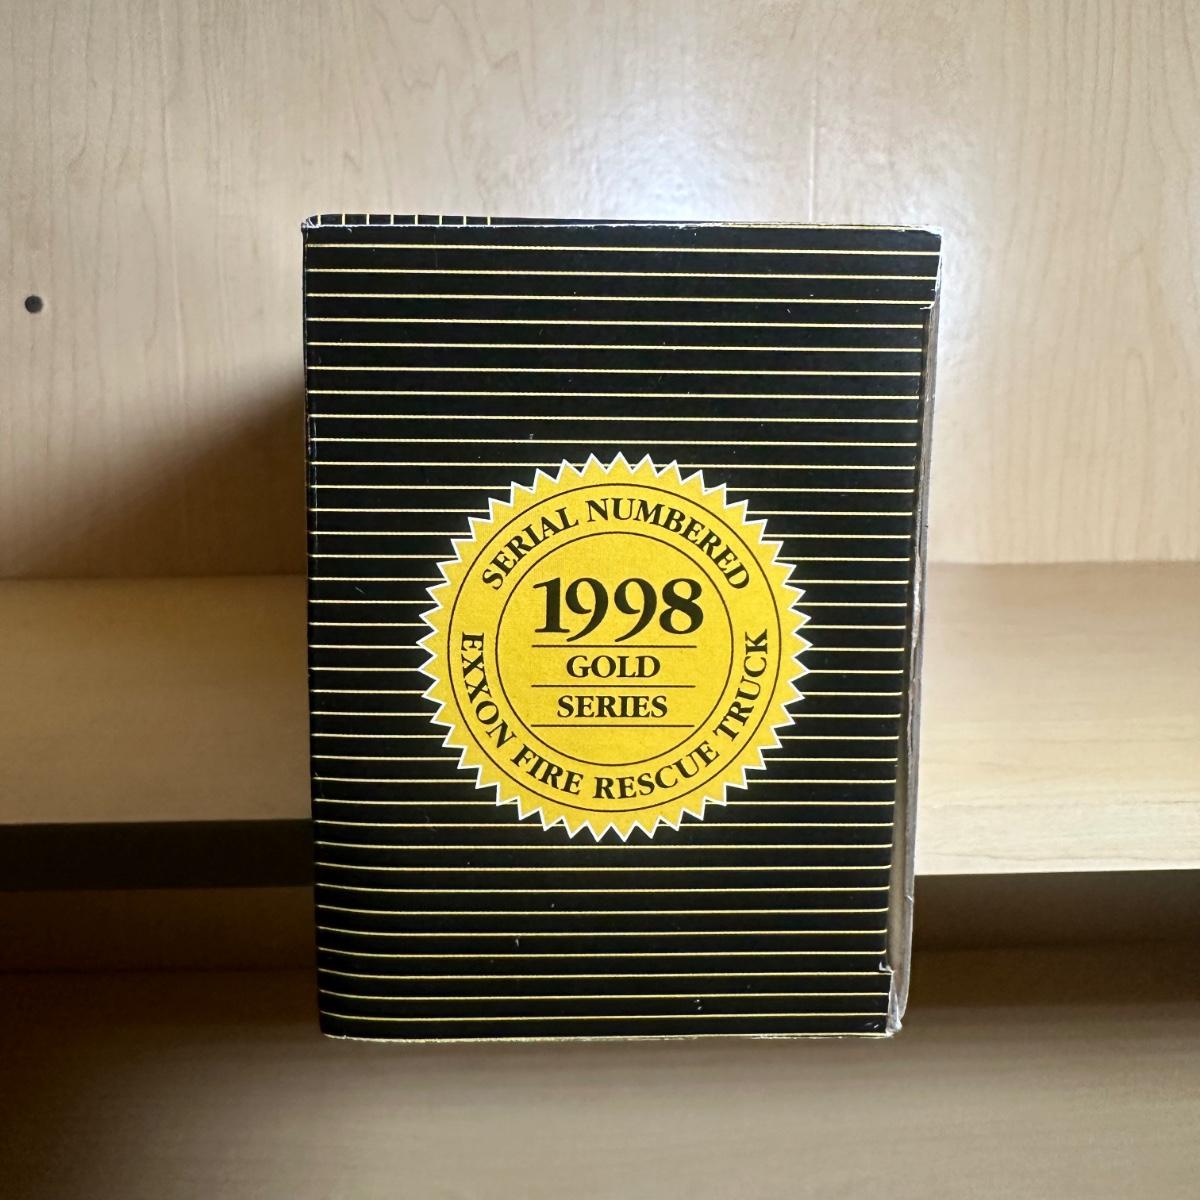 SERIAL NUMBERED
1998
GOLD
SERIES
EXXON FIRE RESCUE TRUCK